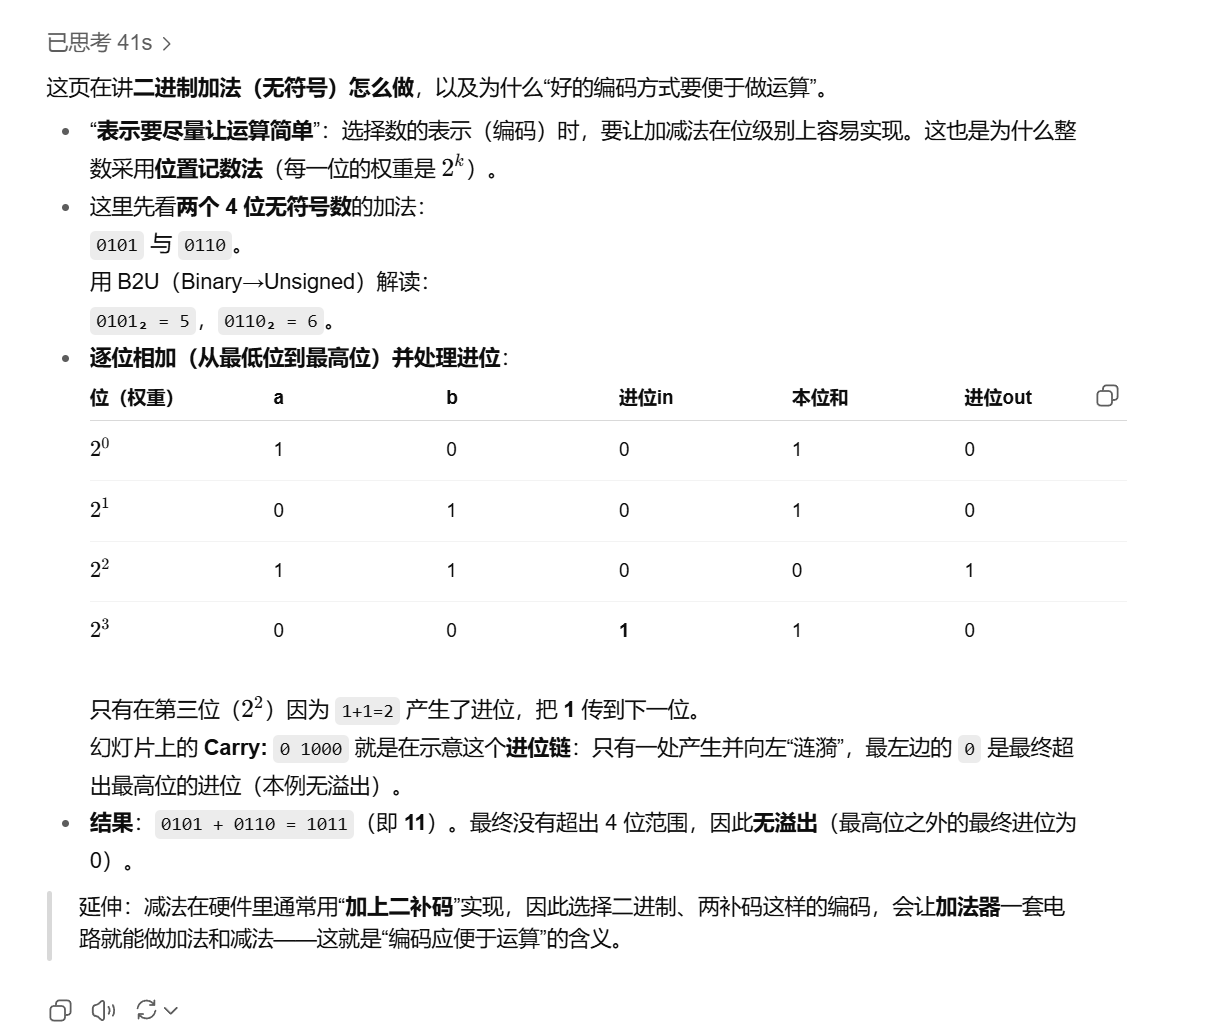 已思考 41s >
这页在讲二进制加法（无符号）怎么做，以及为什么“好的编码方式要便于做运算”。
• “表示要尽量让运算简单”：选择数的表示（编码）时，要让加减法在位级别上容易实现。这也是为什么整
数采用位置记数法（每一位的权重是 2^k）。
• 这里先看两个 4 位无符号数的加法：
0101 与 0110。
用 B2U（Binary→Unsigned）解读：
0101₂ = 5，0110₂ = 6。
• 逐位相加（从最低位到最高位）并处理进位：
位（权重） a b 进位in 本位和 进位out
2^0 1 0 0 1 0
2^1 0 1 0 1 0
2^2 1 1 0 0 1
2^3 0 0 1 1 0
只有在第三位（2^2）因为 1+1=2 产生了进位，把 1 传到下一位。
幻灯片上的 Carry: 0 1000 就是在示意这个进位链：只有一处产生并向左“涟漪”，最左边的 0 是最终超
出最高位的进位（本例无溢出）。
• 结果：0101 + 0110 = 1011（即 11）。最终没有超出 4 位范围，因此无溢出（最高位之外的最终进位为
0）。
延伸：减法在硬件里通常用“加上二补码”实现，因此选择二进制、两补码这样的编码，会让加法器一套电
路就能做加法和减法——这就是“编码应便于运算”的含义。